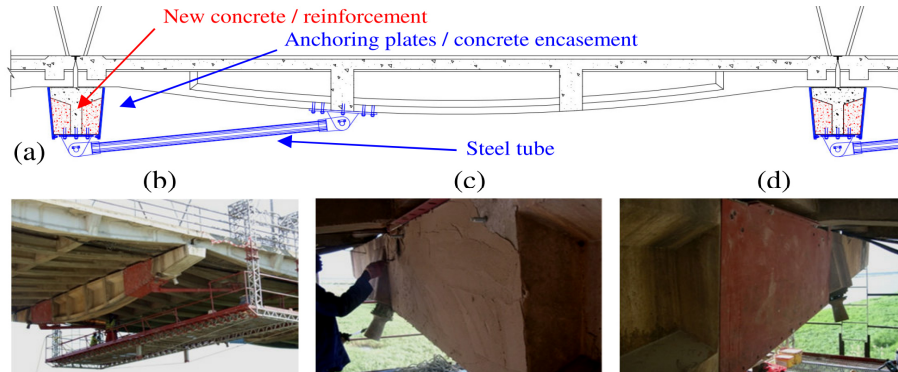 New concrete / reinforcement
Anchoring plates / concrete encasement
Steel tube
(a)
(b)
(c)
(d)